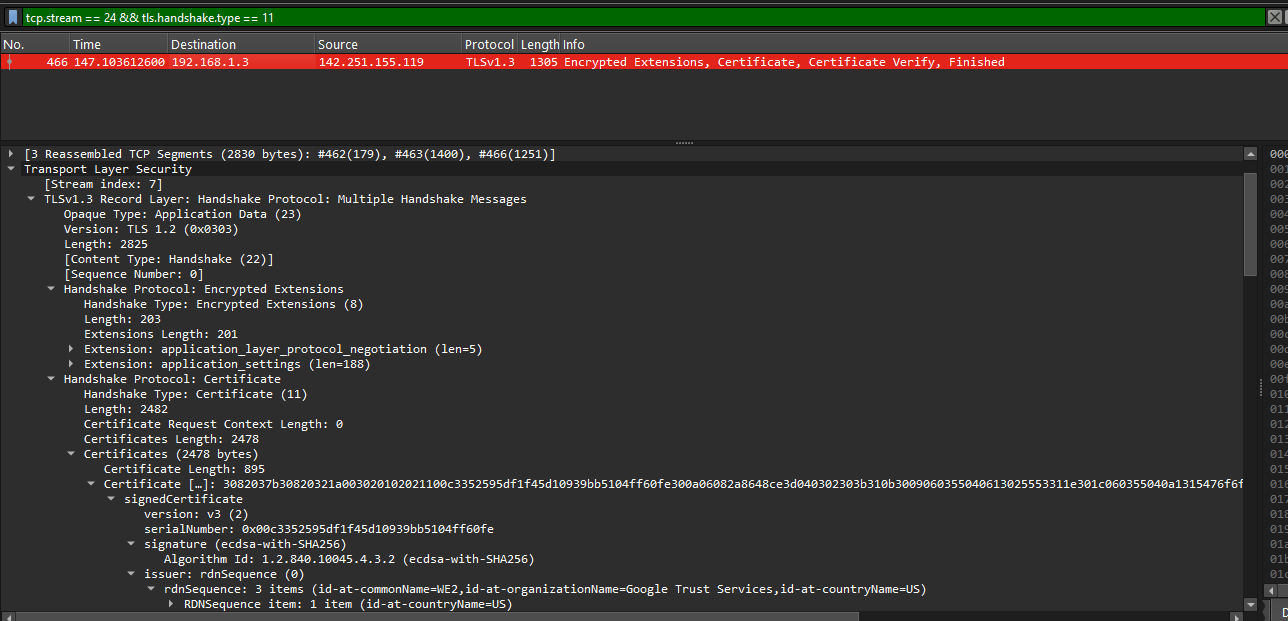 tcp.stream == 24 && tls.handshake.type == 11
No. Time Destination Source Protocol Length Info
466 147.103612600 192.168.1.3 142.251.155.119 TLSv1.3 1305 Encrypted Extensions, Certificate, Certificate Verify, Finished
[3 Reassembled TCP Segments (2830 bytes): #462(179), #463(1400), #466(1251)]
Transport Layer Security
[Stream index: 7]
TLSv1.3 Record Layer: Handshake Protocol: Multiple Handshake Messages
Opaque Type: Application Data (23)
Version: TLS 1.2 (0x0303)
Length: 2825
[Content Type: Handshake (22)]
[Sequence Number: 0]
Handshake Protocol: Encrypted Extensions
Handshake Type: Encrypted Extensions (8)
Length: 203
Extensions Length: 201
Extension: application_layer_protocol_negotiation (len=5)
Extension: application_settings (len=188)
Handshake Protocol: Certificate
Handshake Type: Certificate (11)
Length: 2482
Certificate Request Context Length: 0
Certificates Length: 2478
Certificates (2478 bytes)
Certificate Length: 895
Certificate […]: 3082037b30820321a003020102021100c3352595df1f45d10939bb5104ff60fe300a06082a8648ce3d040302303b310b3009060355040613025553311e301c060355040a1315476f6f
signedCertificate
version: v3 (2)
serialNumber: 0x00c3352595df1f45d10939bb5104ff60fe
signature (ecdsa-with-SHA256)
Algorithm Id: 1.2.840.10045.4.3.2 (ecdsa-with-SHA256)
issuer: rdnSequence (0)
rdnSequence: 3 items (id-at-commonName=WE2,id-at-organizationName=Google Trust Services,id-at-countryName=US)
RDNSequence item: 1 item (id-at-countryName=US)